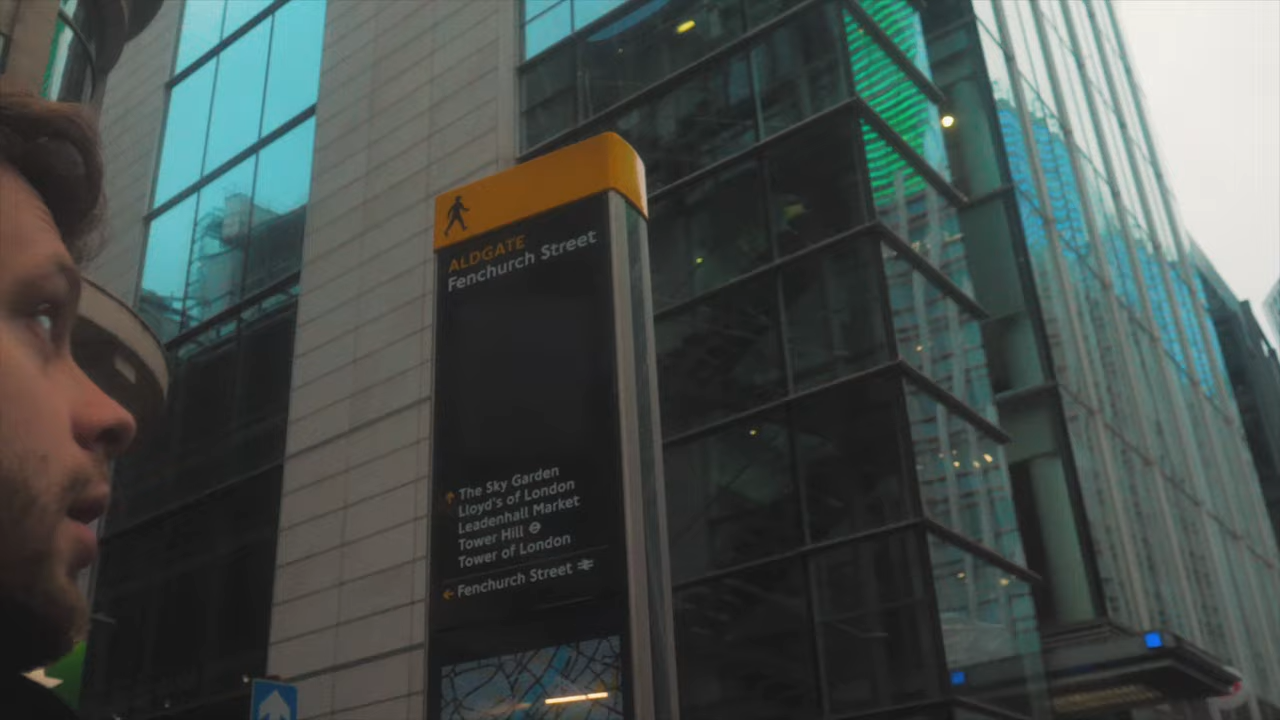 ALDGATE
Fenchurch Street
The Sky Garden
Lloyd's of London
Leadenhall Market
Tower Hill
Tower of London
Fenchurch Street